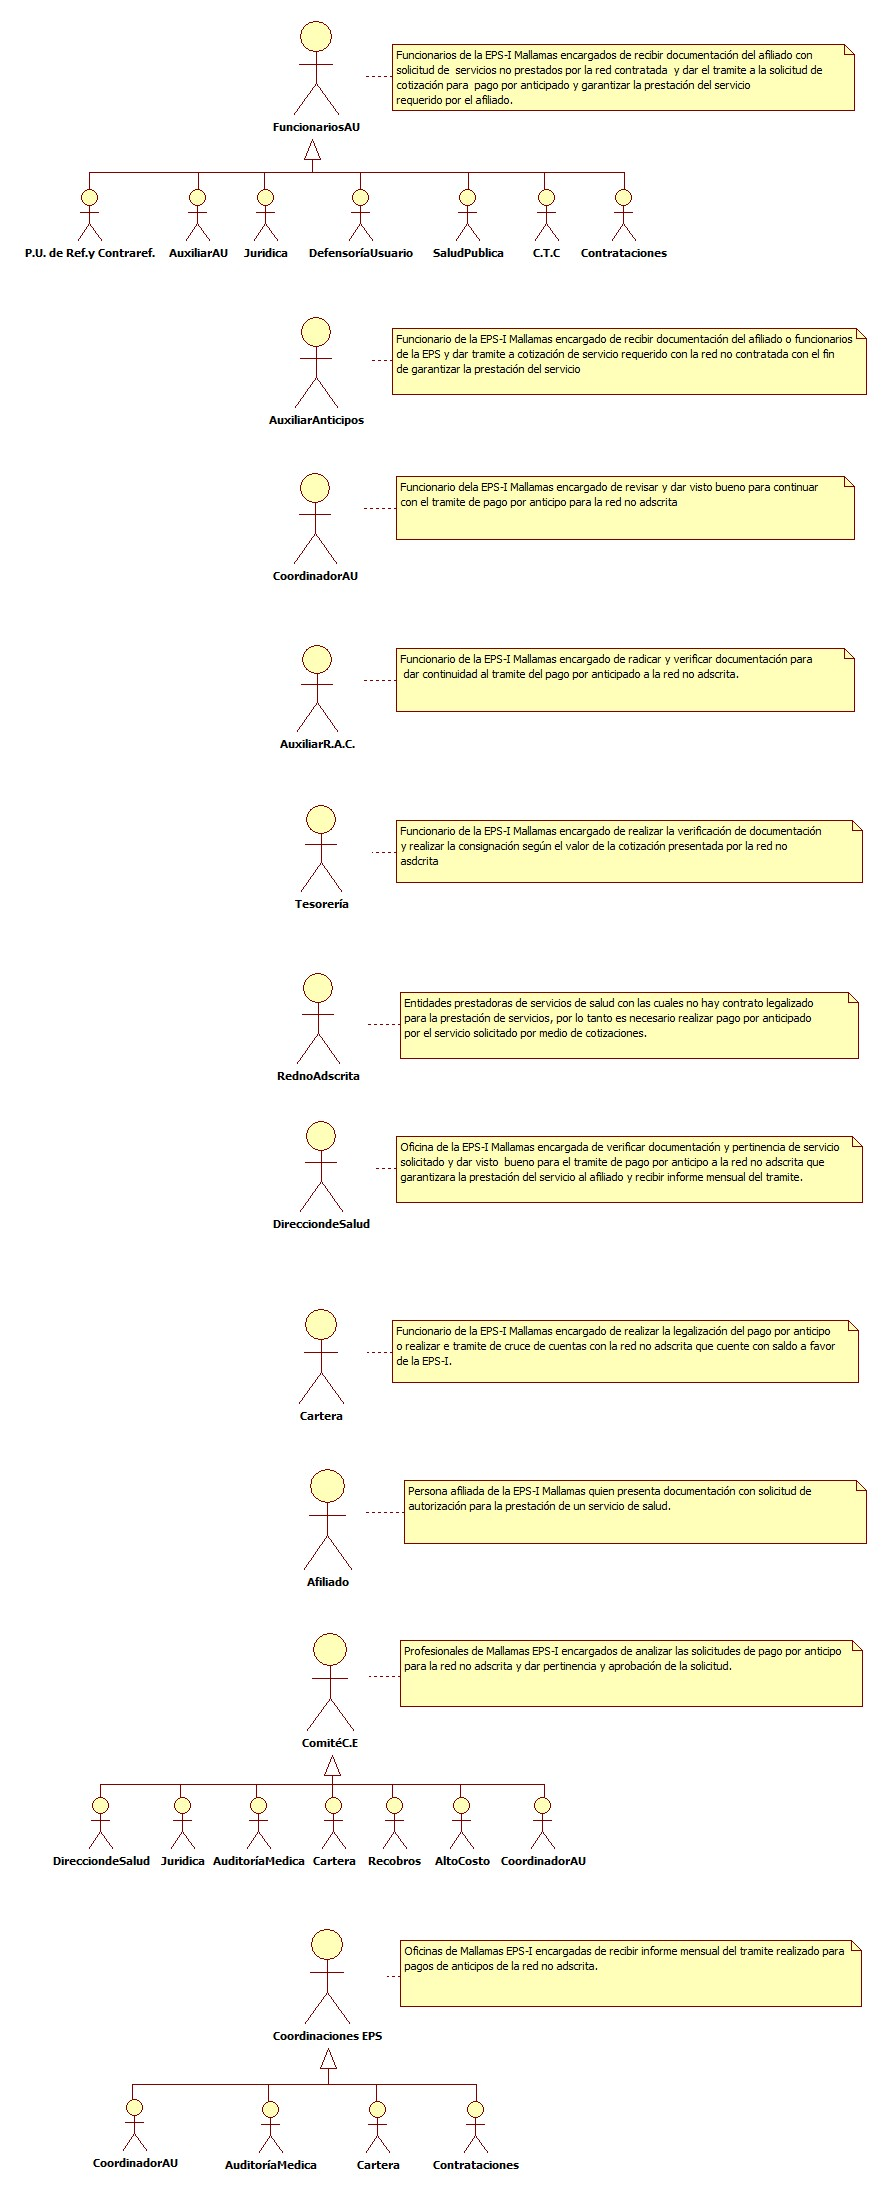 Funcionarios de la EPS-I Mallamas encargados de recibir documentación del afiliado con
solicitud de  servicios no prestados por la red contratada  y dar el tramite a la solicitud de
cotización para  pago por anticipado y garantizar la prestación del servicio
requerido por el afiliado.
FuncionariosAU
P.U. de Ref.y Contraref.
AuxiliarAU
Juridica
DefensoríaUsuario
SaludPublica
C.T.C
Contrataciones
Funcionario de la EPS-I Mallamas encargado de recibir documentación del afiliado o funcionarios
de la EPS y dar tramite a cotización de servicio requerido con la red no contratada con el fin
de garantizar la prestación del servicio
AuxiliarAnticipos
Funcionario dela EPS-I Mallamas encargado de revisar y dar visto bueno para continuar
con el tramite de pago por anticipo para la red no adscrita
CoordinadorAU
Funcionario de la EPS-I Mallamas encargado de radicar y verificar documentación para
dar continuidad al tramite del pago por anticipado a la red no adscrita.
AuxiliarR.A.C.
Funcionario de la EPS-I Mallamas encargado de realizar la verificación de documentación
y realizar la consignación según el valor de la cotización presentada por la red no
asdcrita
Tesorería
Entidades prestadoras de servicios de salud con las cuales no hay contrato legalizado
para la prestación de servicios, por lo tanto es necesario realizar pago por anticipado
por el servicio solicitado por medio de cotizaciones.
RednoAdscrita
Oficina de la EPS-I Mallamas encargada de verificar documentación y pertinencia de servicio
solicitado y dar visto  bueno para el tramite de pago por anticipo a la red no adscrita que
garantizara la prestación del servicio al afiliado y recibir informe mensual del tramite.
DirecciondeSalud
Funcionario de la EPS-I Mallamas encargado de realizar la legalización del pago por anticipo
o realizar e tramite de cruce de cuentas con la red no adscrita que cuente con saldo a favor
de la EPS-I.
Cartera
Persona afiliada de la EPS-I Mallamas quien presenta documentación con solicitud de
autorización para la prestación de un servicio de salud.
Afiliado
Profesionales de Mallamas EPS-I encargados de analizar las solicitudes de pago por anticipo
para la red no adscrita y dar pertinencia y aprobación de la solicitud.
ComitéC.E
DirecciondeSalud
Juridica
AuditoríaMedica
Cartera
Recobros
AltoCosto
CoordinadorAU
Oficinas de Mallamas EPS-I encargadas de recibir informe mensual del tramite realizado para
pagos de anticipos de la red no adscrita.
Coordinaciones EPS
CoordinadorAU
AuditoríaMedica
Cartera
Contrataciones